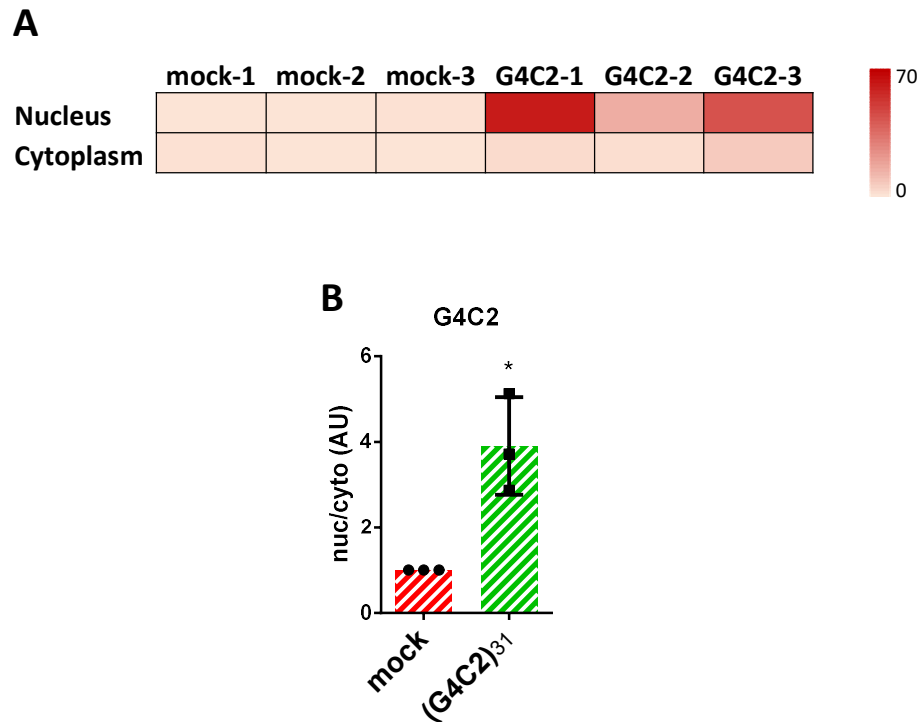 A
mock-1 mock-2 mock-3 G4C2-1 G4C2-2 G4C2-3
Nucleus
Cytoplasm
70
0
B
G4C2
6
4
2
0
nuc/cyto (AU)
*
mock
(G4C2)31